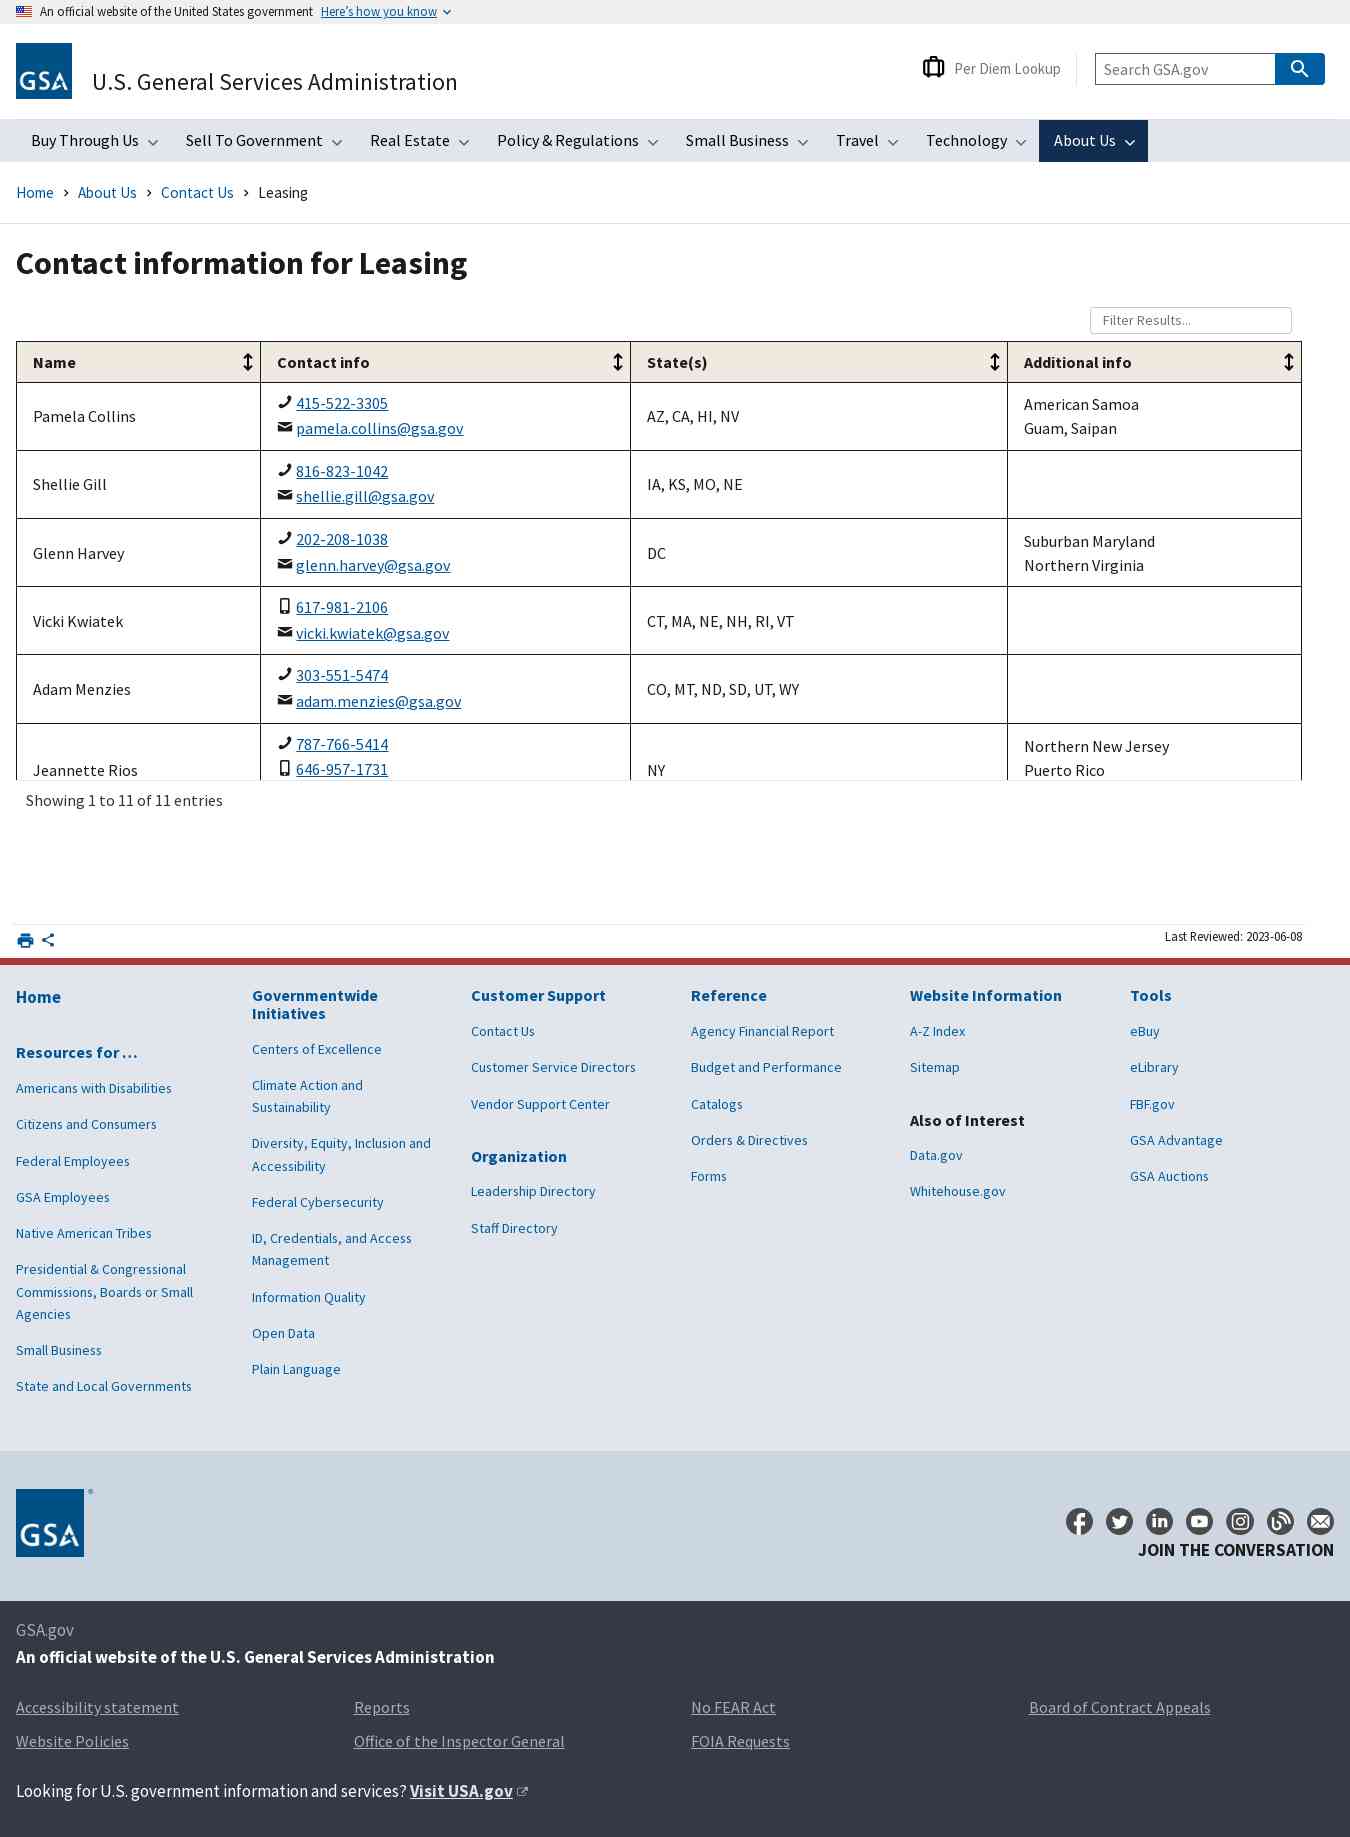 An official website of the United States government Here's how you know
GSA
U.S. General Services Administration
Per Diem Lookup
Search GSA.gov
Buy Through Us Sell To Government Real Estate Policy & Regulations Small Business Travel Technology About Us
Home About Us Contact Us Leasing
Contact information for Leasing
Filter Results...
Name Contact info State(s) Additional info
Pamela Collins
415-522-3305
pamela.collins@gsa.gov
AZ, CA, HI, NV
American Samoa
Guam, Saipan
Shellie Gill
816-823-1042
shellie.gill@gsa.gov
IA, KS, MO, NE
Glenn Harvey
202-208-1038
glenn.harvey@gsa.gov
DC
Suburban Maryland
Northern Virginia
Vicki Kwiatek
617-981-2106
vicki.kwiatek@gsa.gov
CT, MA, NE, NH, RI, VT
Adam Menzies
303-551-5474
adam.menzies@gsa.gov
CO, MT, ND, SD, UT, WY
Jeannette Rios
787-766-5414
646-957-1731
NY
Northern New Jersey
Puerto Rico
Showing 1 to 11 of 11 entries
Last Reviewed: 2023-06-08
Home
Resources for …
Americans with Disabilities
Citizens and Consumers
Federal Employees
GSA Employees
Native American Tribes
Presidential & Congressional
Commissions, Boards or Small
Agencies
Small Business
State and Local Governments
Governmentwide
Initiatives
Centers of Excellence
Climate Action and
Sustainability
Diversity, Equity, Inclusion and
Accessibility
Federal Cybersecurity
ID, Credentials, and Access
Management
Information Quality
Open Data
Plain Language
Customer Support
Contact Us
Customer Service Directors
Vendor Support Center
Organization
Leadership Directory
Staff Directory
Reference
Agency Financial Report
Budget and Performance
Catalogs
Orders & Directives
Forms
Website Information
A-Z Index
Sitemap
Also of Interest
Data.gov
Whitehouse.gov
Tools
eBuy
eLibrary
FBF.gov
GSA Advantage
GSA Auctions
GSA ®
JOIN THE CONVERSATION
GSA.gov
An official website of the U.S. General Services Administration
Accessibility statement Reports No FEAR Act Board of Contract Appeals
Website Policies Office of the Inspector General FOIA Requests
Looking for U.S. government information and services? Visit USA.gov